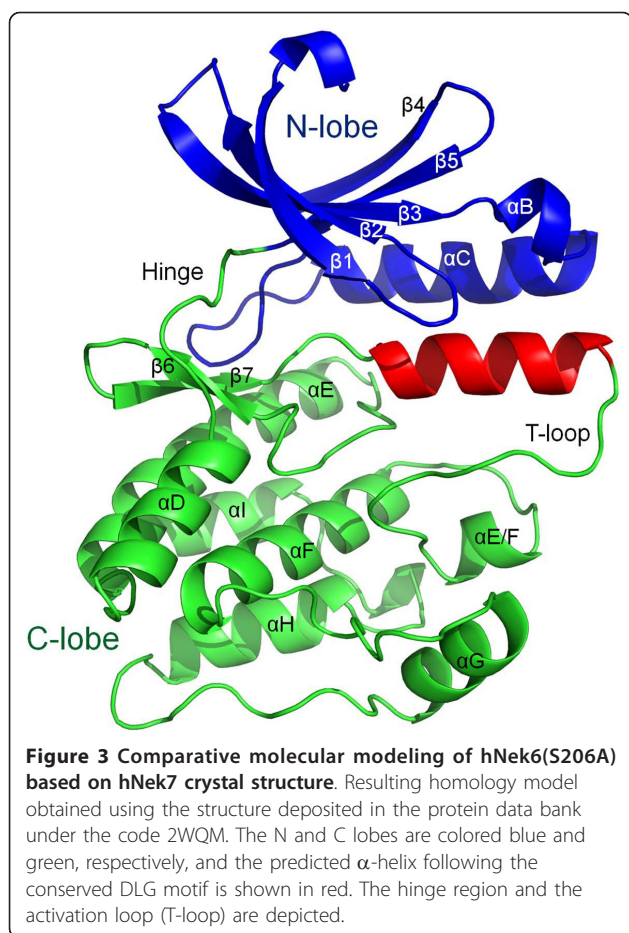 β4
N-lobe
β5
αB
β3
β2
αC
β1
Hinge
β6
β7
αE
T-loop
αD
αI
αF
αE/F
C-lobe
αH
αG
Figure 3 Comparative molecular modeling of hNek6(S206A)
based on hNek7 crystal structure. Resulting homology model
obtained using the structure deposited in the protein data bank
under the code 2WQM. The N and C lobes are colored blue and
green, respectively, and the predicted α-helix following the
conserved DLG motif is shown in red. The hinge region and the
activation loop (T-loop) are depicted.